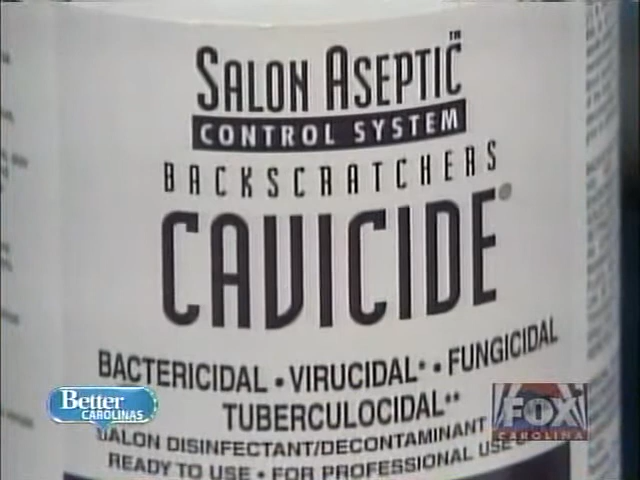 SALON ASEPTIC™
CONTROL SYSTEM
BACKSCRATCHERS
CAVICIDE®
BACTERICIDAL • VIRUCIDAL* • FUNGICIDAL
TUBERCULOCIDAL**
SALON DISINFECTANT/DECONTAMINANT
READY TO USE • FOR PROFESSIONAL USE
Better
CAROLINAS
FOX
CAROLINA